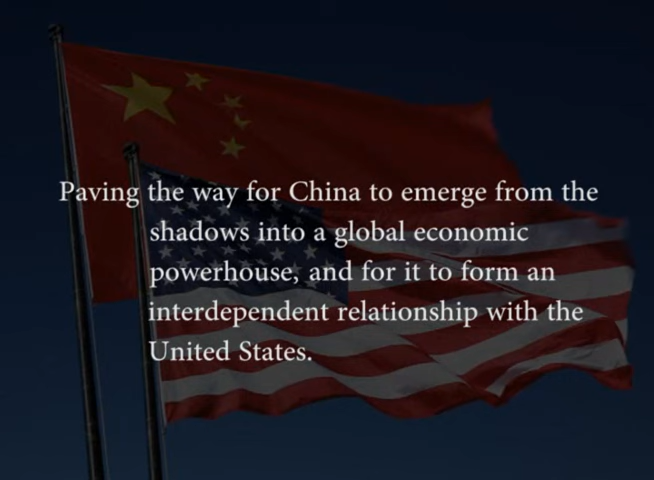 Paving the way for China to emerge from the
shadows into a global economic
powerhouse, and for it to form an
interdependent relationship with the
United States.